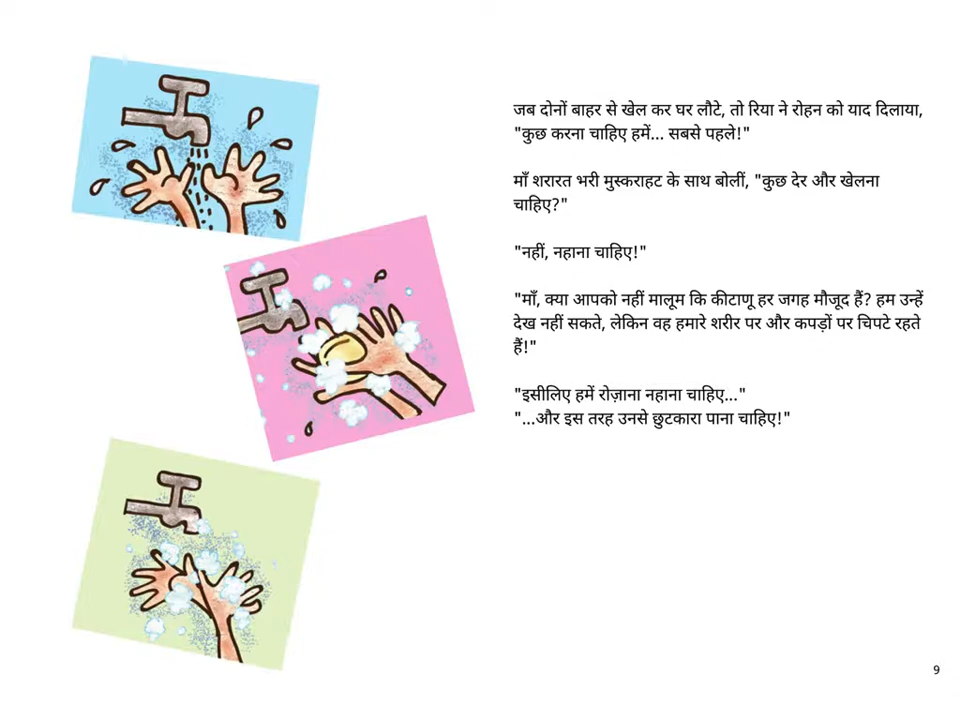 जब दोनों बाहर से खेल कर घर लौटे, तो रिया ने रोहन को याद दिलाया,
"कुछ करना चाहिए हमें... सबसे पहले!"
माँ शरारत भरी मुस्कराहट के साथ बोलीं, "कुछ देर और खेलना
चाहिए?"
"नहीं, नहाना चाहिए!"
"माँ, क्या आपको नहीं मालूम कि कीटाणू हर जगह मौजूद हैं? हम उन्हें
देख नहीं सकते, लेकिन वह हमारे शरीर पर और कपड़ों पर चिपटे रहते
हैं!"
"इसीलिए हमें रोज़ाना नहाना चाहिए..."
"...और इस तरह उनसे छुटकारा पाना चाहिए!"
9